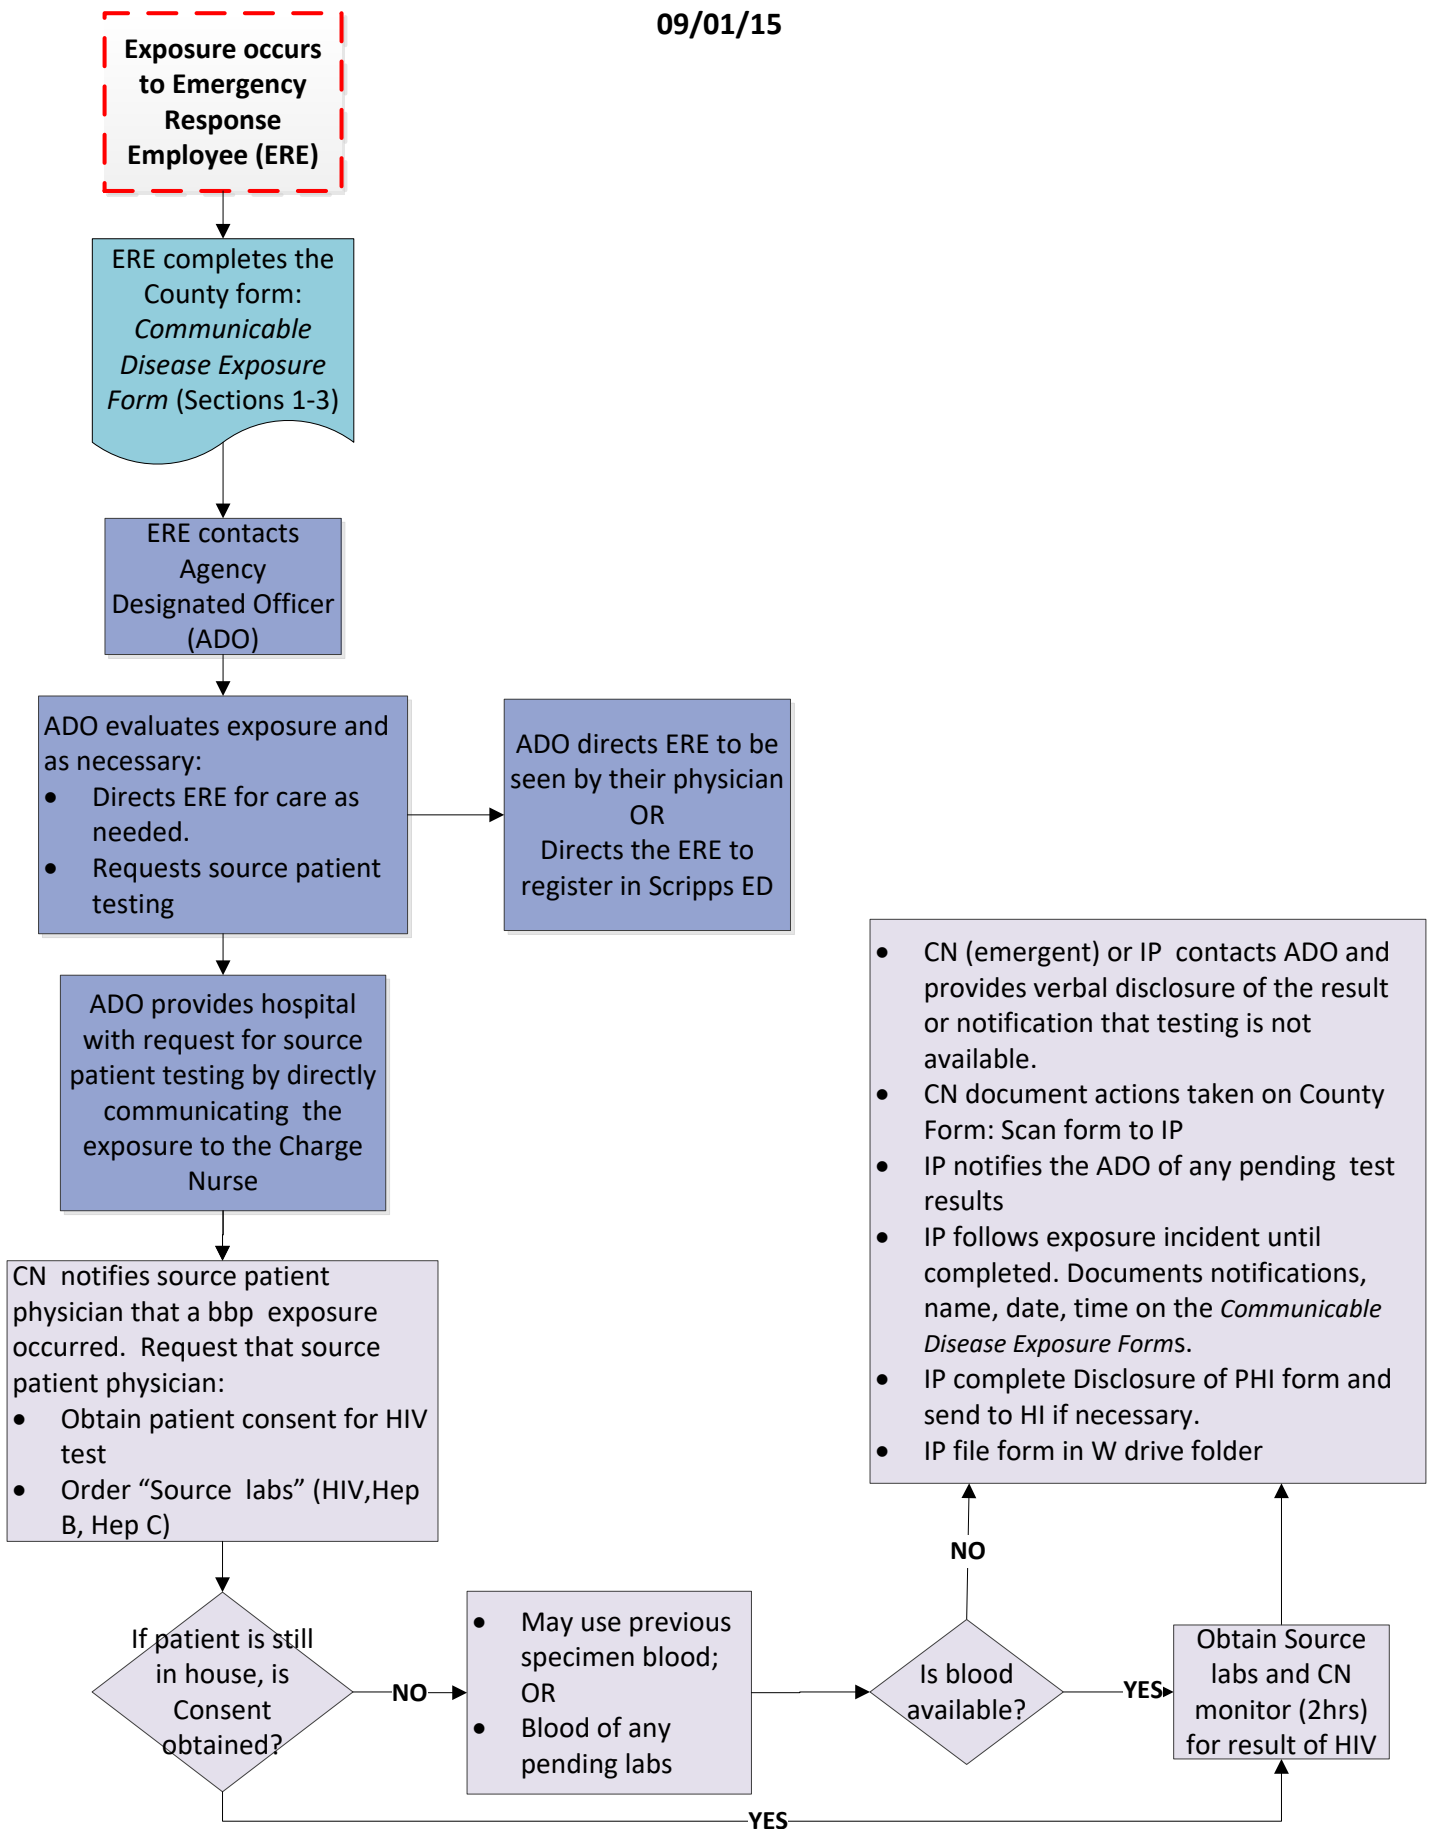 09/01/15
Exposure occurs
to Emergency
Response
Employee (ERE)
ERE completes the
County form:
Communicable
Disease Exposure
Form (Sections 1-3)
ERE contacts
Agency
Designated Officer
(ADO)
ADO evaluates exposure and
as necessary:
• Directs ERE for care as
needed.
• Requests source patient
testing
ADO directs ERE to be
seen by their physician
OR
Directs the ERE to
register in Scripps ED
ADO provides hospital
with request for source
patient testing by directly
communicating the
exposure to the Charge
Nurse
CN notifies source patient
physician that a bbp exposure
occurred. Request that source
patient physician:
• Obtain patient consent for HIV
test
• Order “Source labs” (HIV,Hep
B, Hep C)
If patient is still
in house, is
Consent
obtained?
NO
• May use previous
specimen blood;
OR
• Blood of any
pending labs
Is blood
available?
YES
NO
Obtain Source
labs and CN
monitor (2hrs)
for result of HIV
YES
• CN (emergent) or IP contacts ADO and
provides verbal disclosure of the result
or notification that testing is not
available.
• CN document actions taken on County
Form: Scan form to IP
• IP notifies the ADO of any pending test
results
• IP follows exposure incident until
completed. Documents notifications,
name, date, time on the Communicable
Disease Exposure Forms.
• IP complete Disclosure of PHI form and
send to HI if necessary.
• IP file form in W drive folder